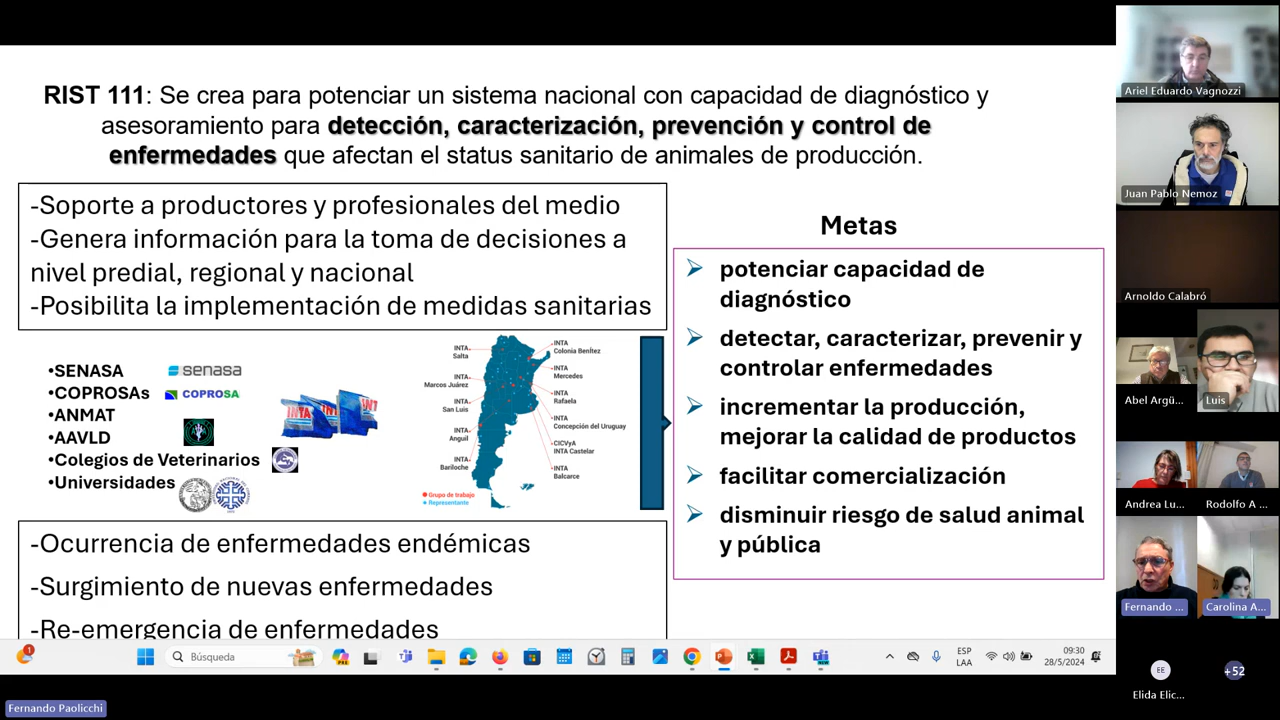 RIST 111: Se crea para potenciar un sistema nacional con capacidad de diagnóstico y
asesoramiento para detección, caracterización, prevención y control de
enfermedades que afectan el status sanitario de animales de producción.
-Soporte a productores y profesionales del medio
-Genera información para la toma de decisiones a
nivel predial, regional y nacional
-Posibilita la implementación de medidas sanitarias
•SENASA
senasa
•COPROSAs
COPROSA
•ANMAT
•AAVLD
•Colegios de Veterinarios
•Universidades
INTA
INTA
Salta
INTA
Marcos Juárez
INTA
San Luis
INTA
Anguil
INTA
Bariloche
INTA
Colonia Benítez
INTA
Mercedes
INTA
Rafaela
INTA
Concepción del Uruguay
CICVyA
INTA Castelar
INTA
Balcarce
Grupo de trabajo
Representante
-Ocurrencia de enfermedades endémicas
-Surgimiento de nuevas enfermedades
-Re-emergencia de enfermedades
Metas
potenciar capacidad de
diagnóstico
detectar, caracterizar, prevenir y
controlar enfermedades
incrementar la producción,
mejorar la calidad de productos
facilitar comercialización
disminuir riesgo de salud animal
y pública
1
Búsqueda
PRE
NEW
ESP
LAA
09:30
28/5/2024
Fernando Paolicchi
Ariel Eduardo Vagnozzi
Juan Pablo Nemoz
Arnoldo Calabró
Abel Argü...
Luis
Andrea Lu...
Rodolfo A ...
Fernando ...
Carolina A...
EE
Elida Elic...
+52